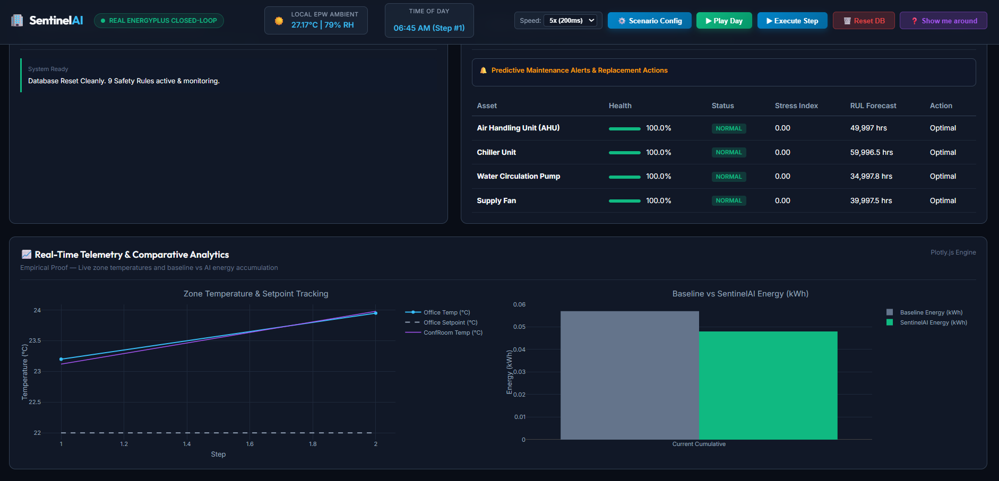 SentinelAI
REAL ENERGYPLUS CLOSED-LOOP
LOCAL EPW AMBIENT
27.17°C | 79% RH
TIME OF DAY
06:45 AM (Step #1)
Speed:
5x (200ms)
Scenario Config
Play Day
Execute Step
Reset DB
Show me around
System Ready
Database Reset Cleanly. 9 Safety Rules active & monitoring.
Predictive Maintenance Alerts & Replacement Actions
Asset Health Status Stress Index RUL Forecast Action
Air Handling Unit (AHU) 100.0% NORMAL 0.00 49,997 hrs Optimal
Chiller Unit 100.0% NORMAL 0.00 59,996.5 hrs Optimal
Water Circulation Pump 100.0% NORMAL 0.00 34,997.8 hrs Optimal
Supply Fan 100.0% NORMAL 0.00 39,997.5 hrs Optimal
Real-Time Telemetry & Comparative Analytics
Plotly.js Engine
Empirical Proof — Live zone temperatures and baseline vs AI energy accumulation
Zone Temperature & Setpoint Tracking
24
23.5
23
22.5
22
Temperature (°C)
1 1.2 1.4 1.6 1.8 2
Step
Office Temp (°C)
Office Setpoint (°C)
ConfRoom Temp (°C)
Baseline vs SentinelAI Energy (kWh)
0.06
0.05
0.04
0.03
0.02
0.01
0
Energy (kWh)
Current Cumulative
Baseline Energy (kWh)
SentinelAI Energy (kWh)